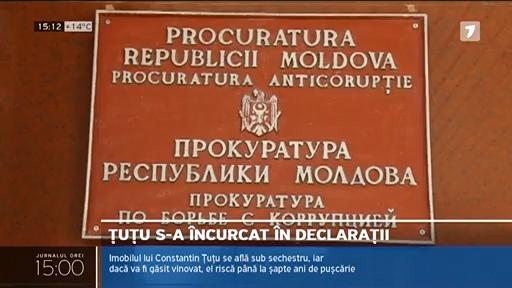 15:12 +14°C
7
PROCURATURA
REPUBLICII MOLDOVA
PROCURATURA ANTICORUPŢIE
ПРОКУРАТУРА
РЕСПУБЛИКИ МОЛДОВА
ПРОКУРАТУРА
ПО БОРЬБЕ С КОРРУПЦИЕЙ
ȚUȚU S-A ÎNCURCAT ÎN DECLARAȚII
JURNALUL OREI
15:00
Imobilul lui Constantin Țuțu se află sub sechestru, iar
dacă va fi găsit vinovat, el riscă până la șapte ani de pușcărie